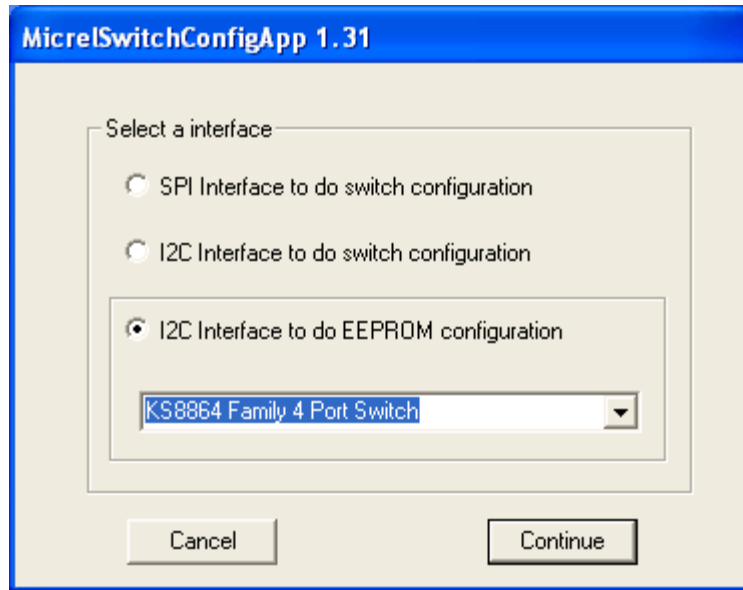 MicrelSwitchConfigApp 1.31
Select a interface
SPI Interface to do switch configuration
I2C Interface to do switch configuration
I2C Interface to do EEPROM configuration
KS8864 Family 4 Port Switch
Cancel Continue